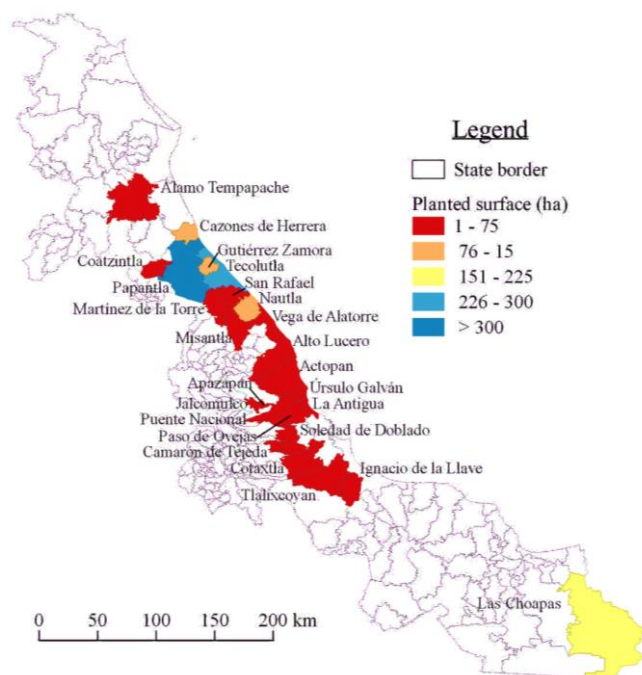 Legend
State border
Planted surface (ha)
1 - 75
76 - 15
151 - 225
226 - 300
> 300
Álamo Tempapache
Cazones de Herrera
Gutiérrez Zamora
Coatzintla
Tecolutla
San Rafael
Papantla
Nautla
Martínez de la Torre
Vega de Alatorre
Misantla
Alto Lucero
Actopan
Apazapan
Úrsulo Galván
Jalcomulco
La Antigua
Puente Nacional
Soledad de Doblado
Paso de Ovejas
Camarón de Tejeda
Cotaxtla
Ignacio de la Llave
Tlalixcoyan
Las Choapas
0 50 100 150 200 km